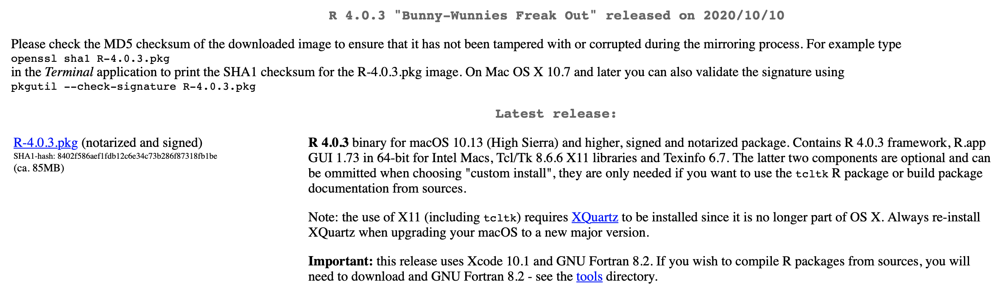 R 4.0.3 "Bunny-Wunnies Freak Out" released on 2020/10/10
Please check the MD5 checksum of the downloaded image to ensure that it has not been tampered with or corrupted during the mirroring process. For example type
openssl sha1 R-4.0.3.pkg
in the Terminal application to print the SHA1 checksum for the R-4.0.3.pkg image. On Mac OS X 10.7 and later you can also validate the signature using
pkgutil --check-signature R-4.0.3.pkg
Latest release:
R-4.0.3.pkg (notarized and signed)
SHA1-hash: 8402f586aef1fdb12c6e34c73b286f87318fb1be
(ca. 85MB)
R 4.0.3 binary for macOS 10.13 (High Sierra) and higher, signed and notarized package. Contains R 4.0.3 framework, R.app
GUI 1.73 in 64-bit for Intel Macs, Tcl/Tk 8.6.6 X11 libraries and Texinfo 6.7. The latter two components are optional and can
be ommitted when choosing "custom install", they are only needed if you want to use the tcltk R package or build package
documentation from sources.
Note: the use of X11 (including tcltk) requires XQuartz to be installed since it is no longer part of OS X. Always re-install
XQuartz when upgrading your macOS to a new major version.
Important: this release uses Xcode 10.1 and GNU Fortran 8.2. If you wish to compile R packages from sources, you will
need to download and GNU Fortran 8.2 - see the tools directory.